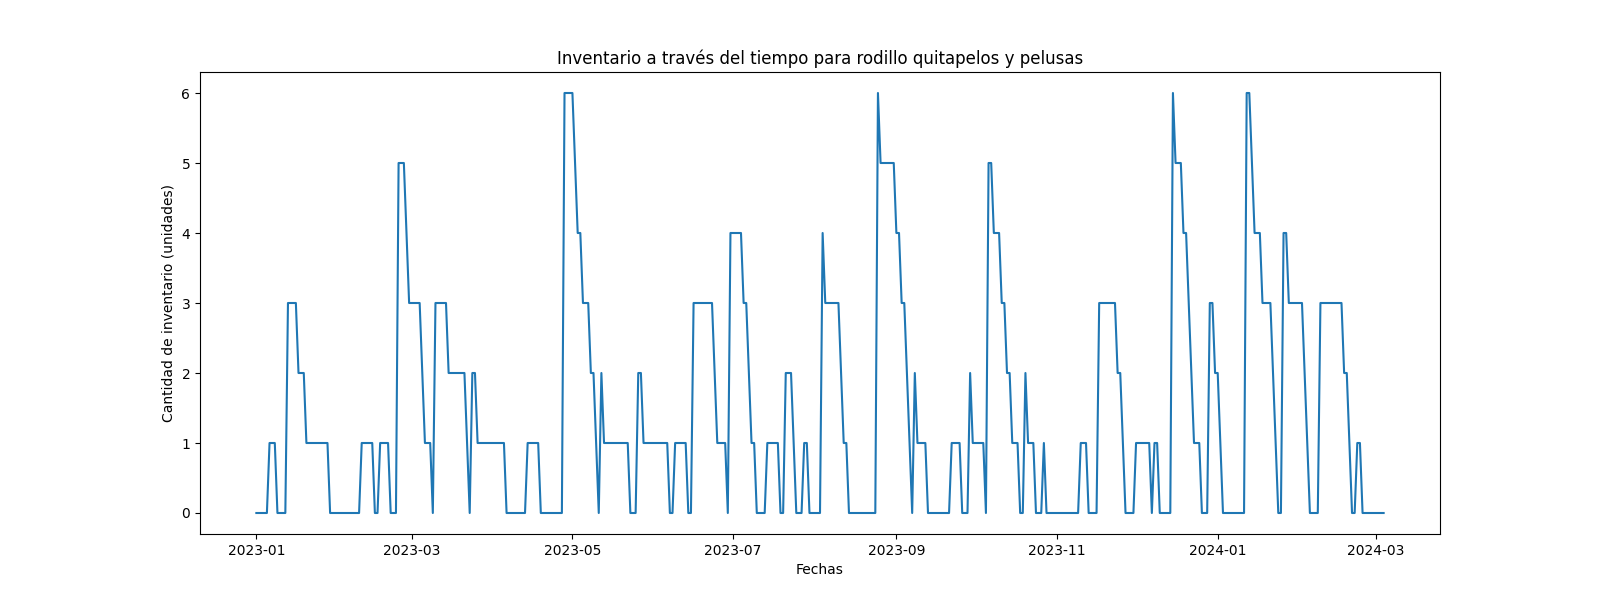 Inventario a través del tiempo para rodillo quitapelos y pelusas
Cantidad de inventario (unidades)
6
5
4
3
2
1
0
2023-01 2023-03 2023-05 2023-07 2023-09 2023-11 2024-01 2024-03
Fechas